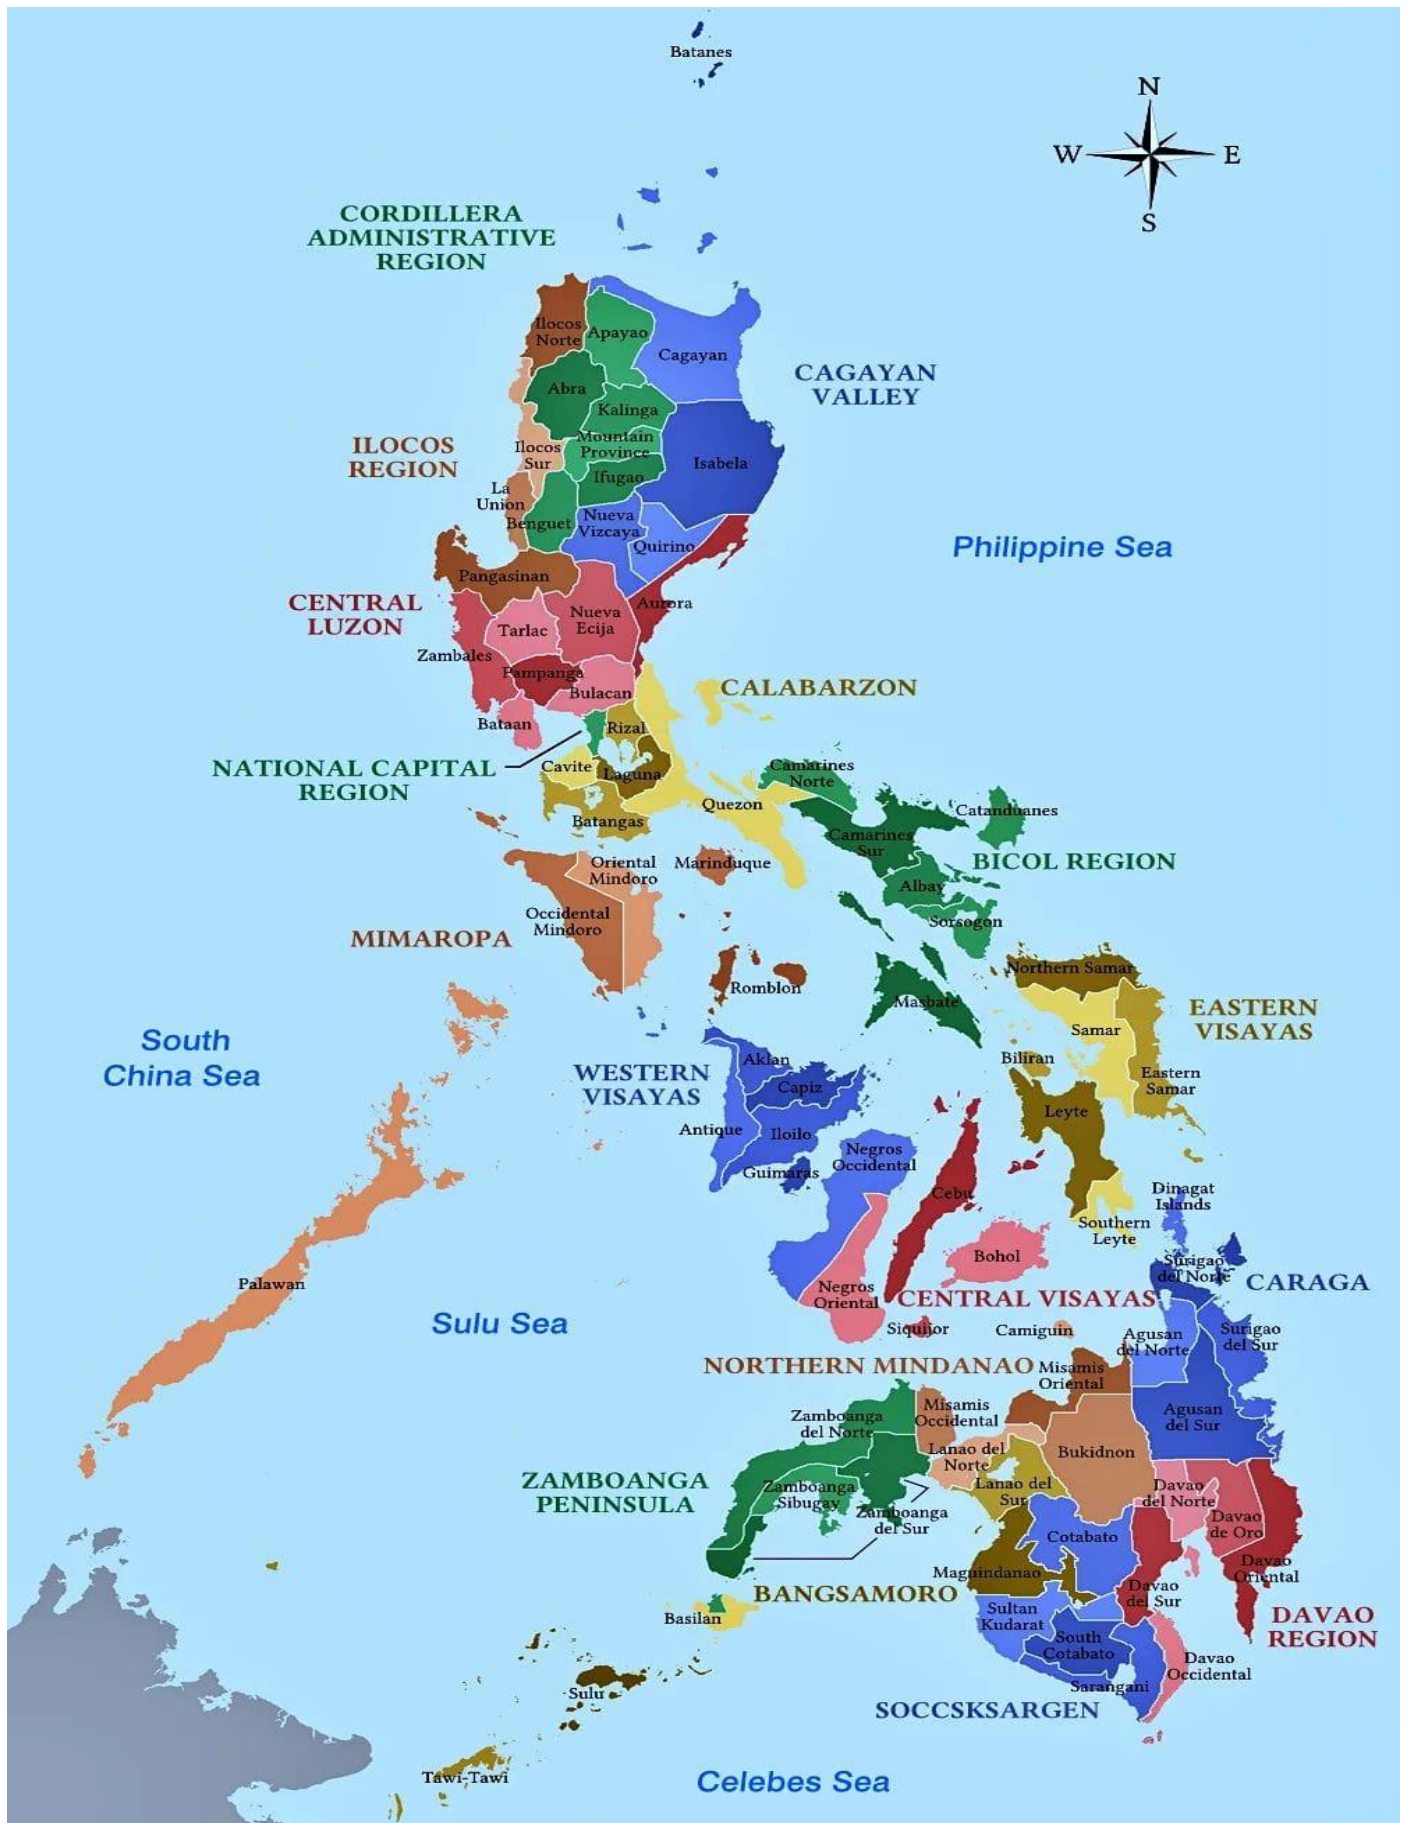 Batanes
N
W
E
S
CORDILLERA
ADMINISTRATIVE
REGION
Ilocos
Norte
Apayao
Cagayan
CAGAYAN
VALLEY
Abra
Kalinga
ILOCOS
REGION
Ilocos
Sur
Mountain
Province
Isabela
Ifugao
La
Union
Benguet
Nueva
Vizcaya
Quirino
Philippine Sea
Pangasinan
CENTRAL
LUZON
Tarlac
Nueva
Ecija
Aurora
Zambales
Pampanga
Bulacan
CALABARZON
Bataan
Rizal
NATIONAL CAPITAL
REGION
Cavite
Laguna
Camarines
Norte
Quezon
Catanduanes
Batangas
Camarines
Sur
Oriental
Mindoro
Marinduque
BICOL REGION
Albay
Occidental
Mindoro
Sorsogon
MIMAROPA
Northern Samar
Romblon
Masbate
EASTERN
VISAYAS
Samar
South
China Sea
WESTERN
VISAYAS
Aklan
Capiz
Biliran
Eastern
Samar
Leyte
Antique
Iloilo
Negros
Occidental
Guimaras
Cebu
Dinagat
Islands
Southern
Leyte
Bohol
Surigao
del Norte
CARAGA
Palawan
Negros
Oriental
CENTRAL VISAYAS
Sulu Sea
Siquijor
Camiguin
Agusan
del Norte
Surigao
del Sur
NORTHERN MINDANAO
Misamis
Oriental
Zamboanga
del Norte
Misamis
Occidental
Agusan
del Sur
Lanao del
Norte
Bukidnon
ZAMBOANGA
PENINSULA
Zamboanga
Sibugay
Lanao del
Sur
Davao
del Norte
Zamboanga
del Sur
Cotabato
Davao
de Oro
Maguindanao
Davao
Oriental
BANGSAMORO
Davao
del Sur
Basilan
Sultan
Kudarat
DAVAO
REGION
South
Cotabato
Davao
Occidental
Sulu
Sarangani
SOCCSKSARGEN
Tawi-Tawi
Celebes Sea